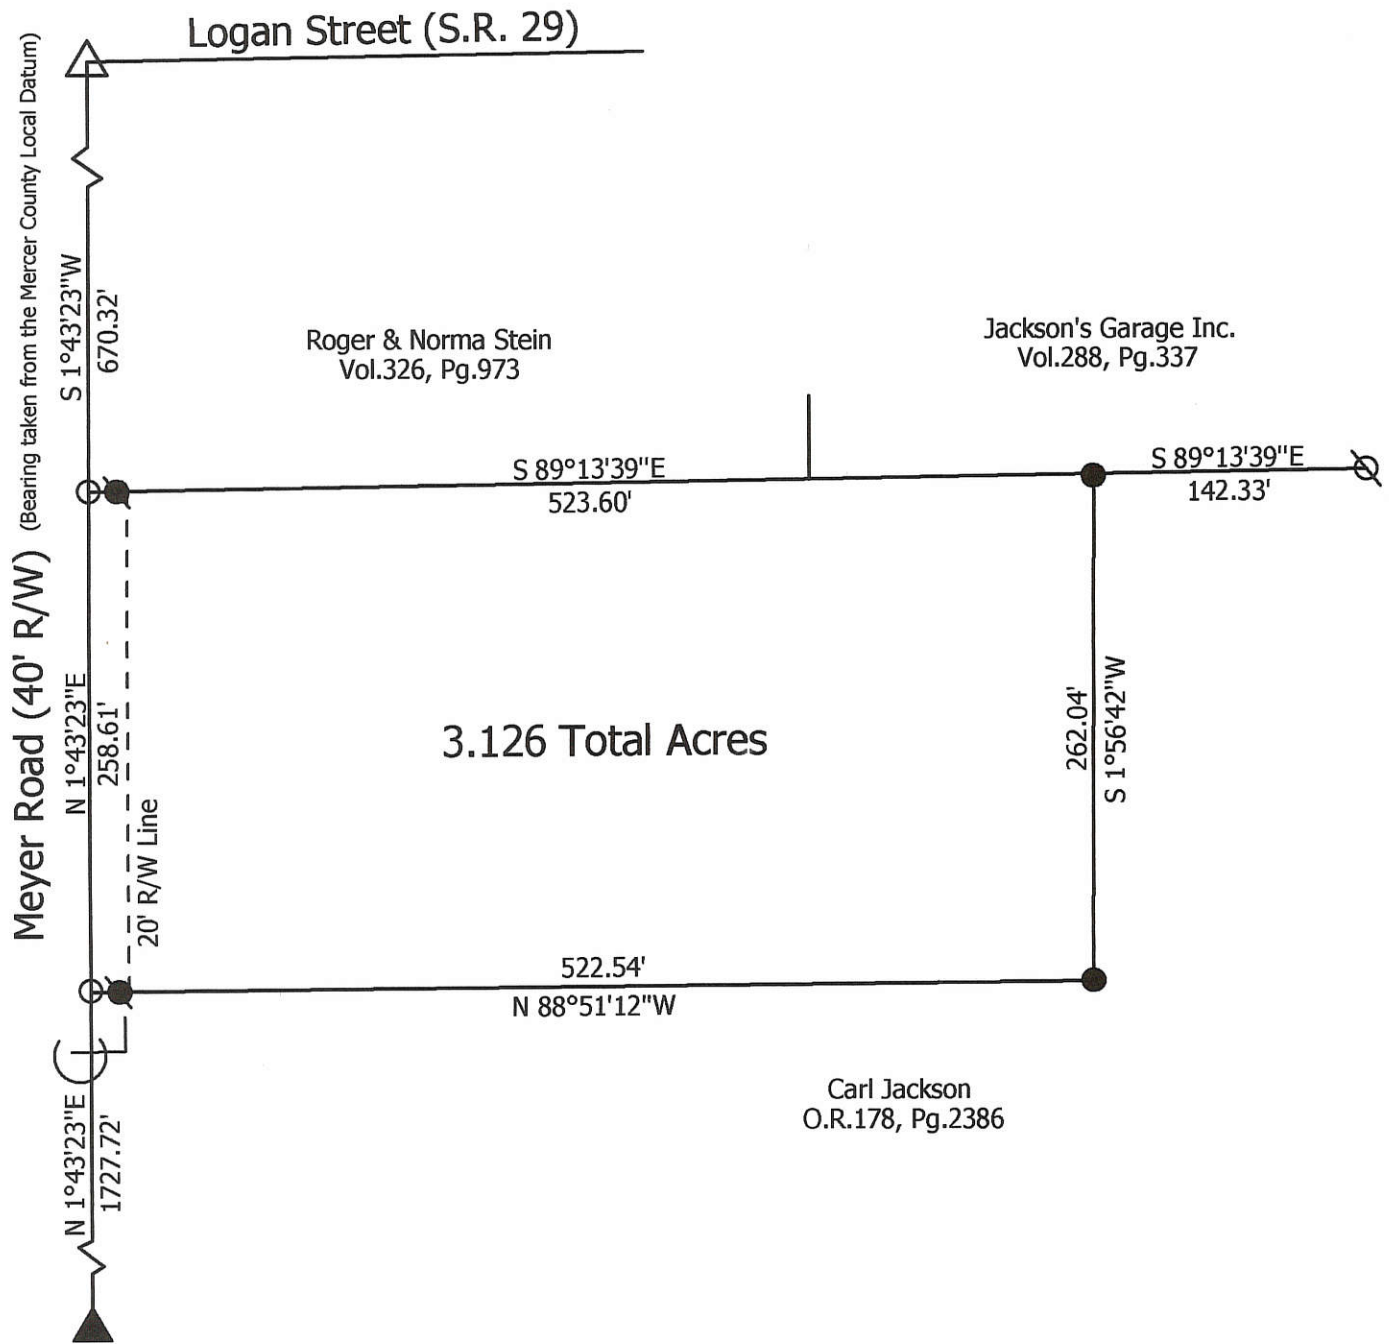 Logan Street (S.R. 29)
Meyer Road (40' R/W) (Bearing taken from the Mercer County Local Datum)
S 1°43'23"W
670.32'
Roger & Norma Stein
Vol.326, Pg.973
Jackson's Garage Inc.
Vol.288, Pg.337
S 89°13'39"E
523.60'
S 89°13'39"E
142.33'
N 1°43'23"E
258.61'
20' R/W Line
3.126 Total Acres
262.04'
S 1°56'42"W
522.54'
N 88°51'12"W
Carl Jackson
O.R.178, Pg.2386
N 1°43'23"E
1727.72'